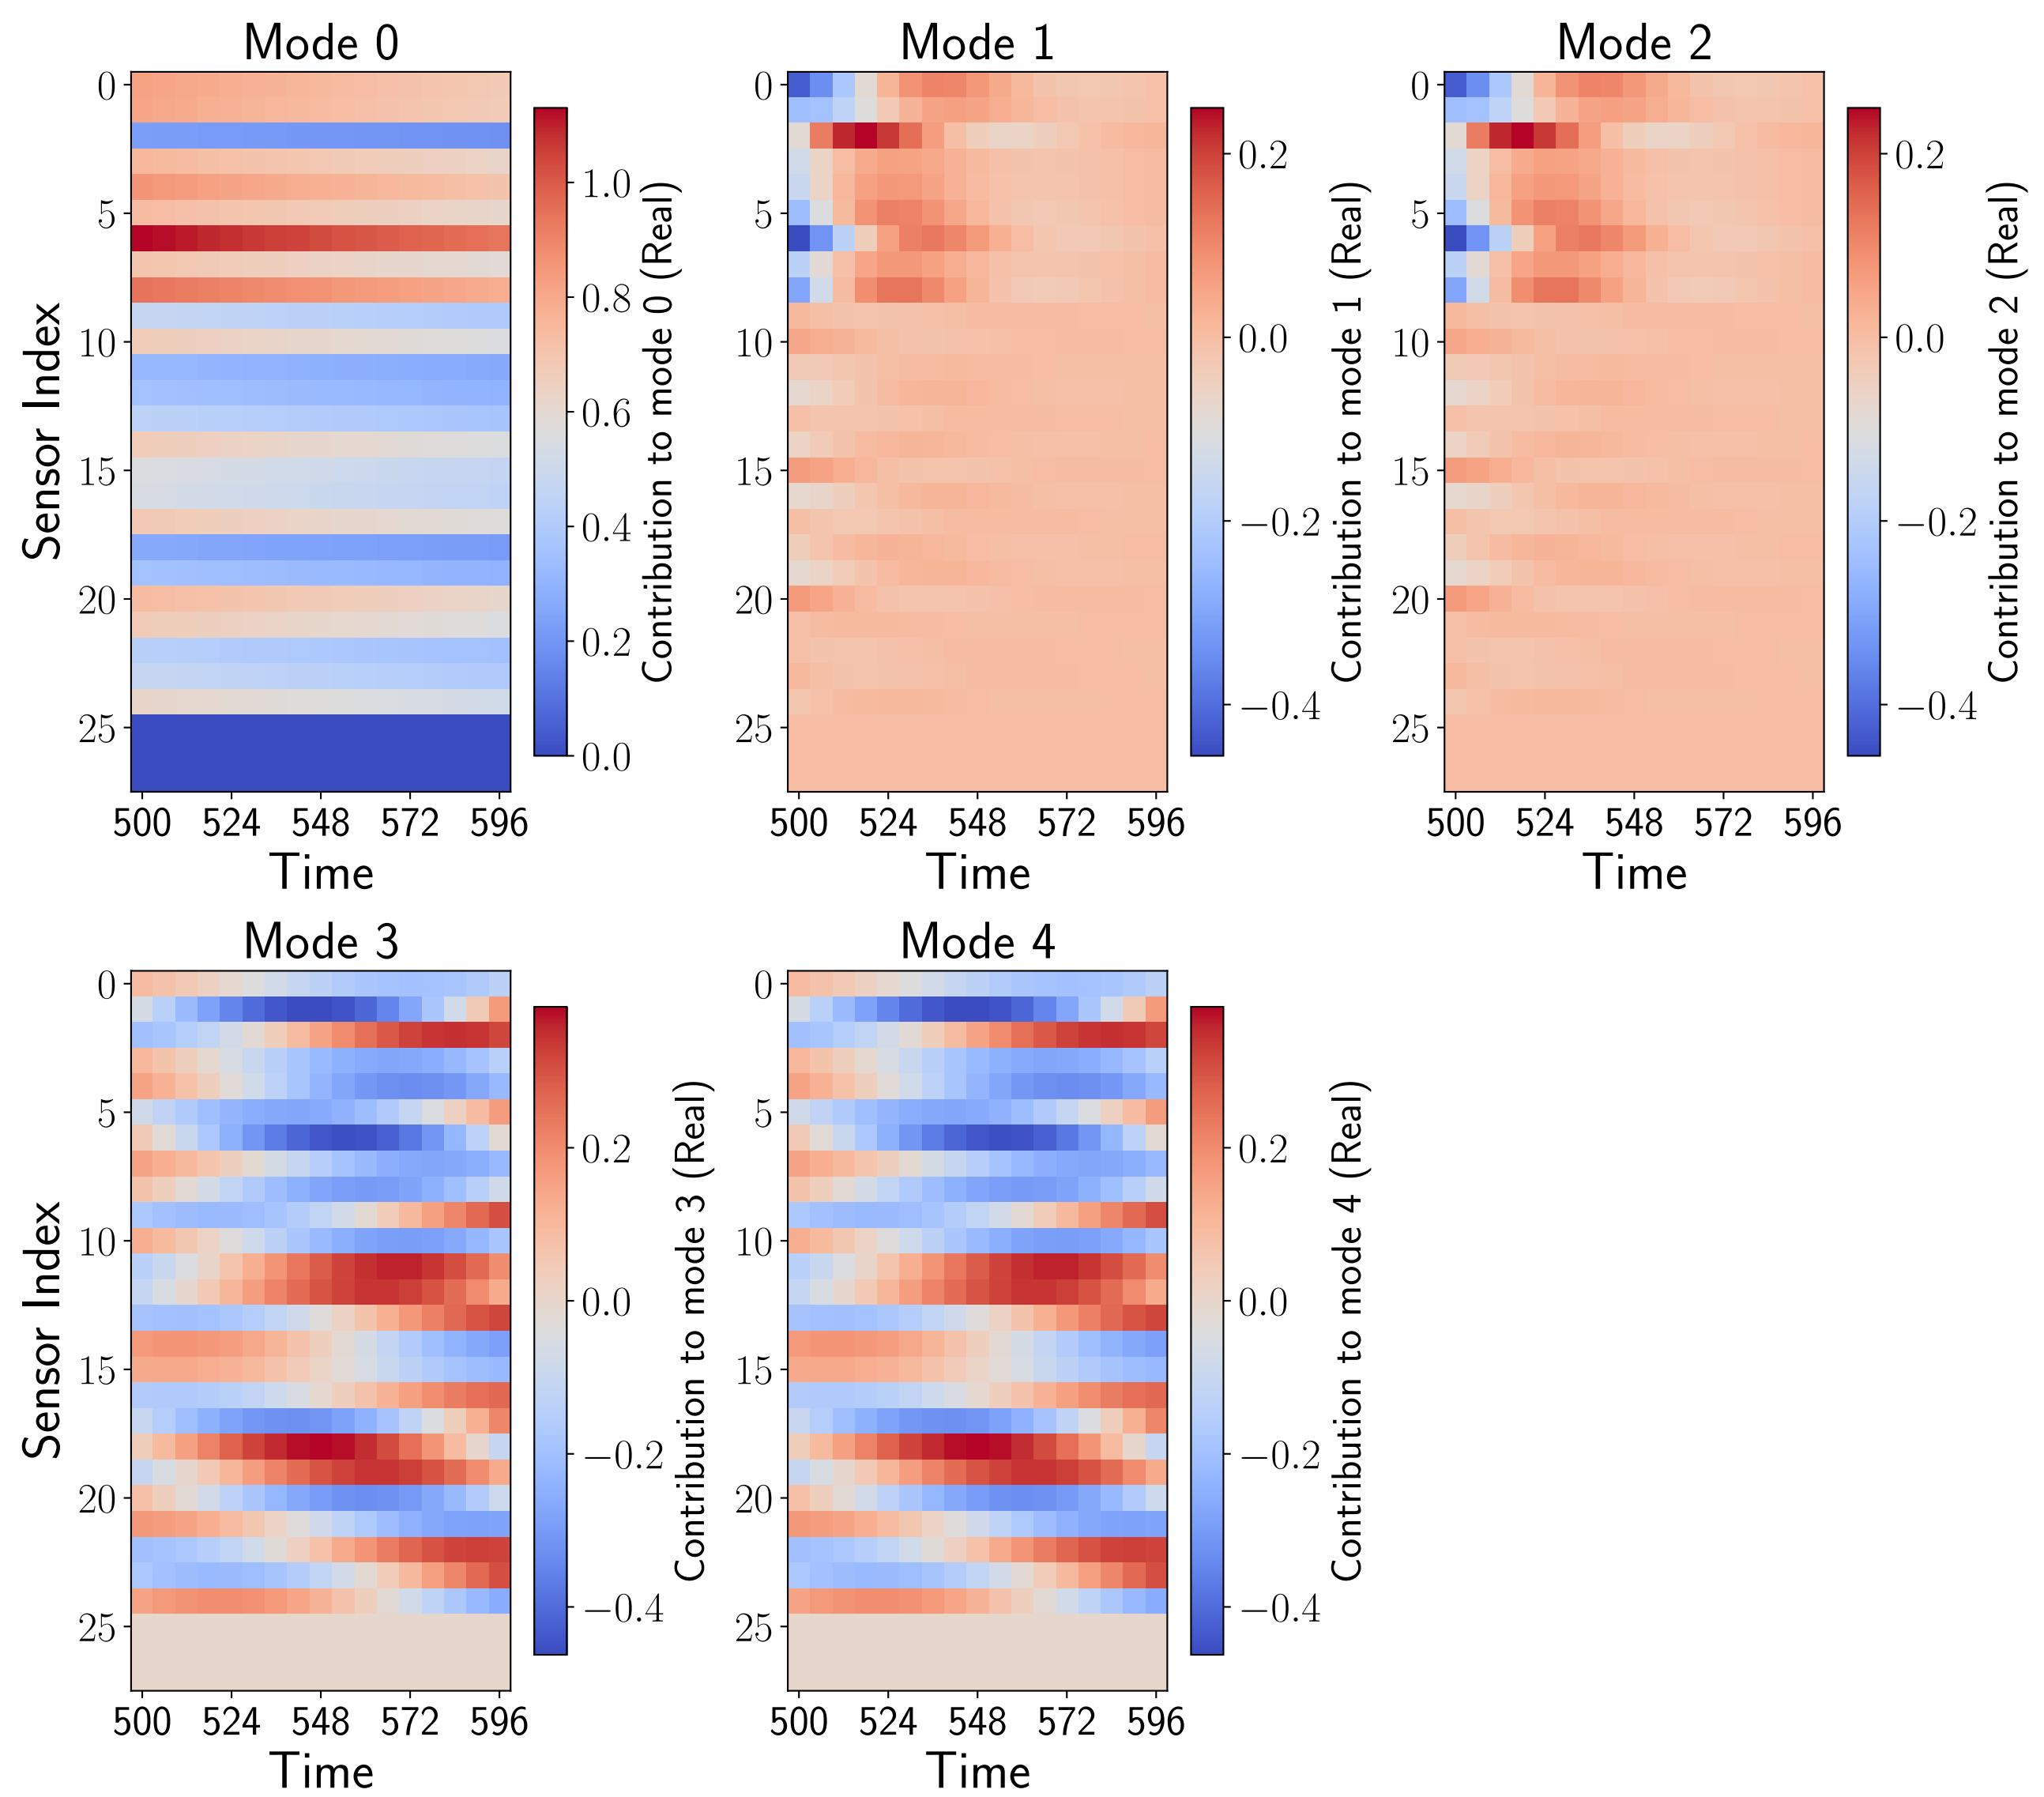 Mode 0
Mode 1
Mode 2
0
5
10
15
20
25
Sensor Index
500 524 548 572 596
Time
1.0
0.8
0.6
0.4
0.2
0.0
Contribution to mode 0 (Real)
0
5
10
15
20
25
500 524 548 572 596
Time
0.2
0.0
−0.2
−0.4
Contribution to mode 1 (Real)
0
5
10
15
20
25
500 524 548 572 596
Time
0.2
0.0
−0.2
−0.4
Contribution to mode 2 (Real)
Mode 3
Mode 4
0
5
10
15
20
25
Sensor Index
500 524 548 572 596
Time
0.2
0.0
−0.2
−0.4
Contribution to mode 3 (Real)
0
5
10
15
20
25
500 524 548 572 596
Time
0.2
0.0
−0.2
−0.4
Contribution to mode 4 (Real)